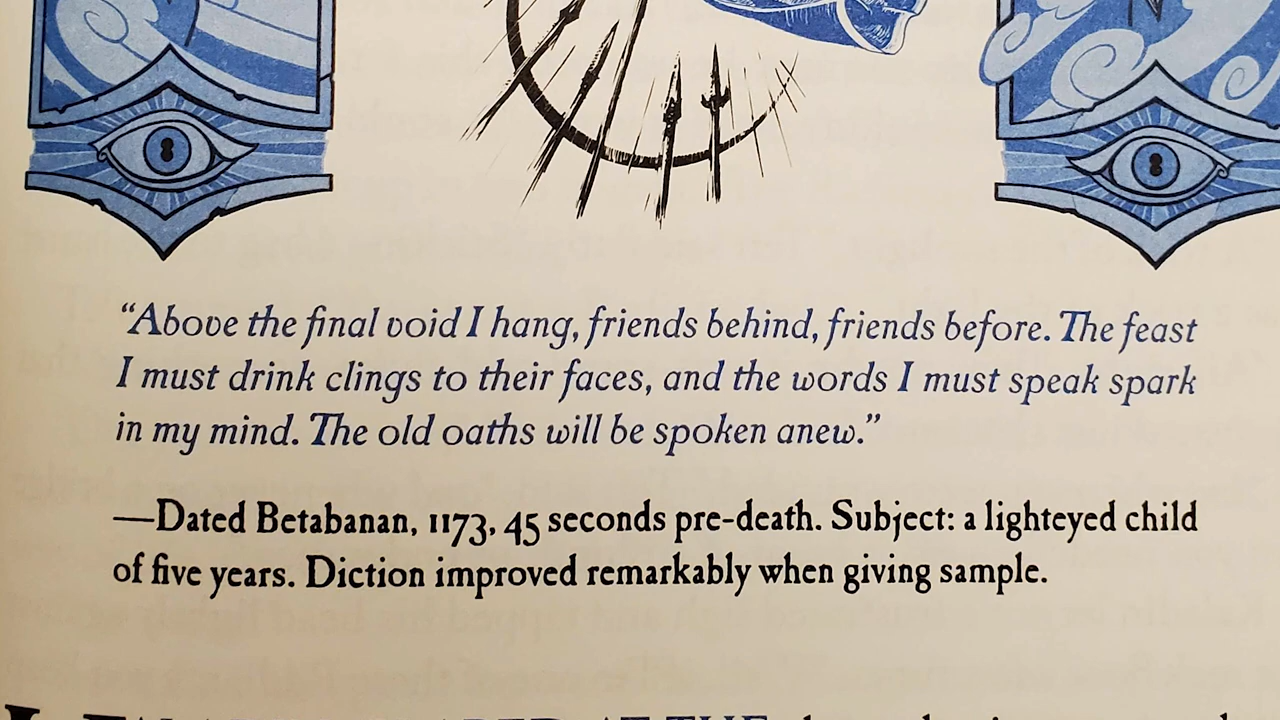 “Above the final void I hang, friends behind, friends before. The feast
I must drink clings to their faces, and the words I must speak spark
in my mind. The old oaths will be spoken anew.”
—Dated Betabanan, 1173, 45 seconds pre-death. Subject: a lighteyed child
of five years. Diction improved remarkably when giving sample.